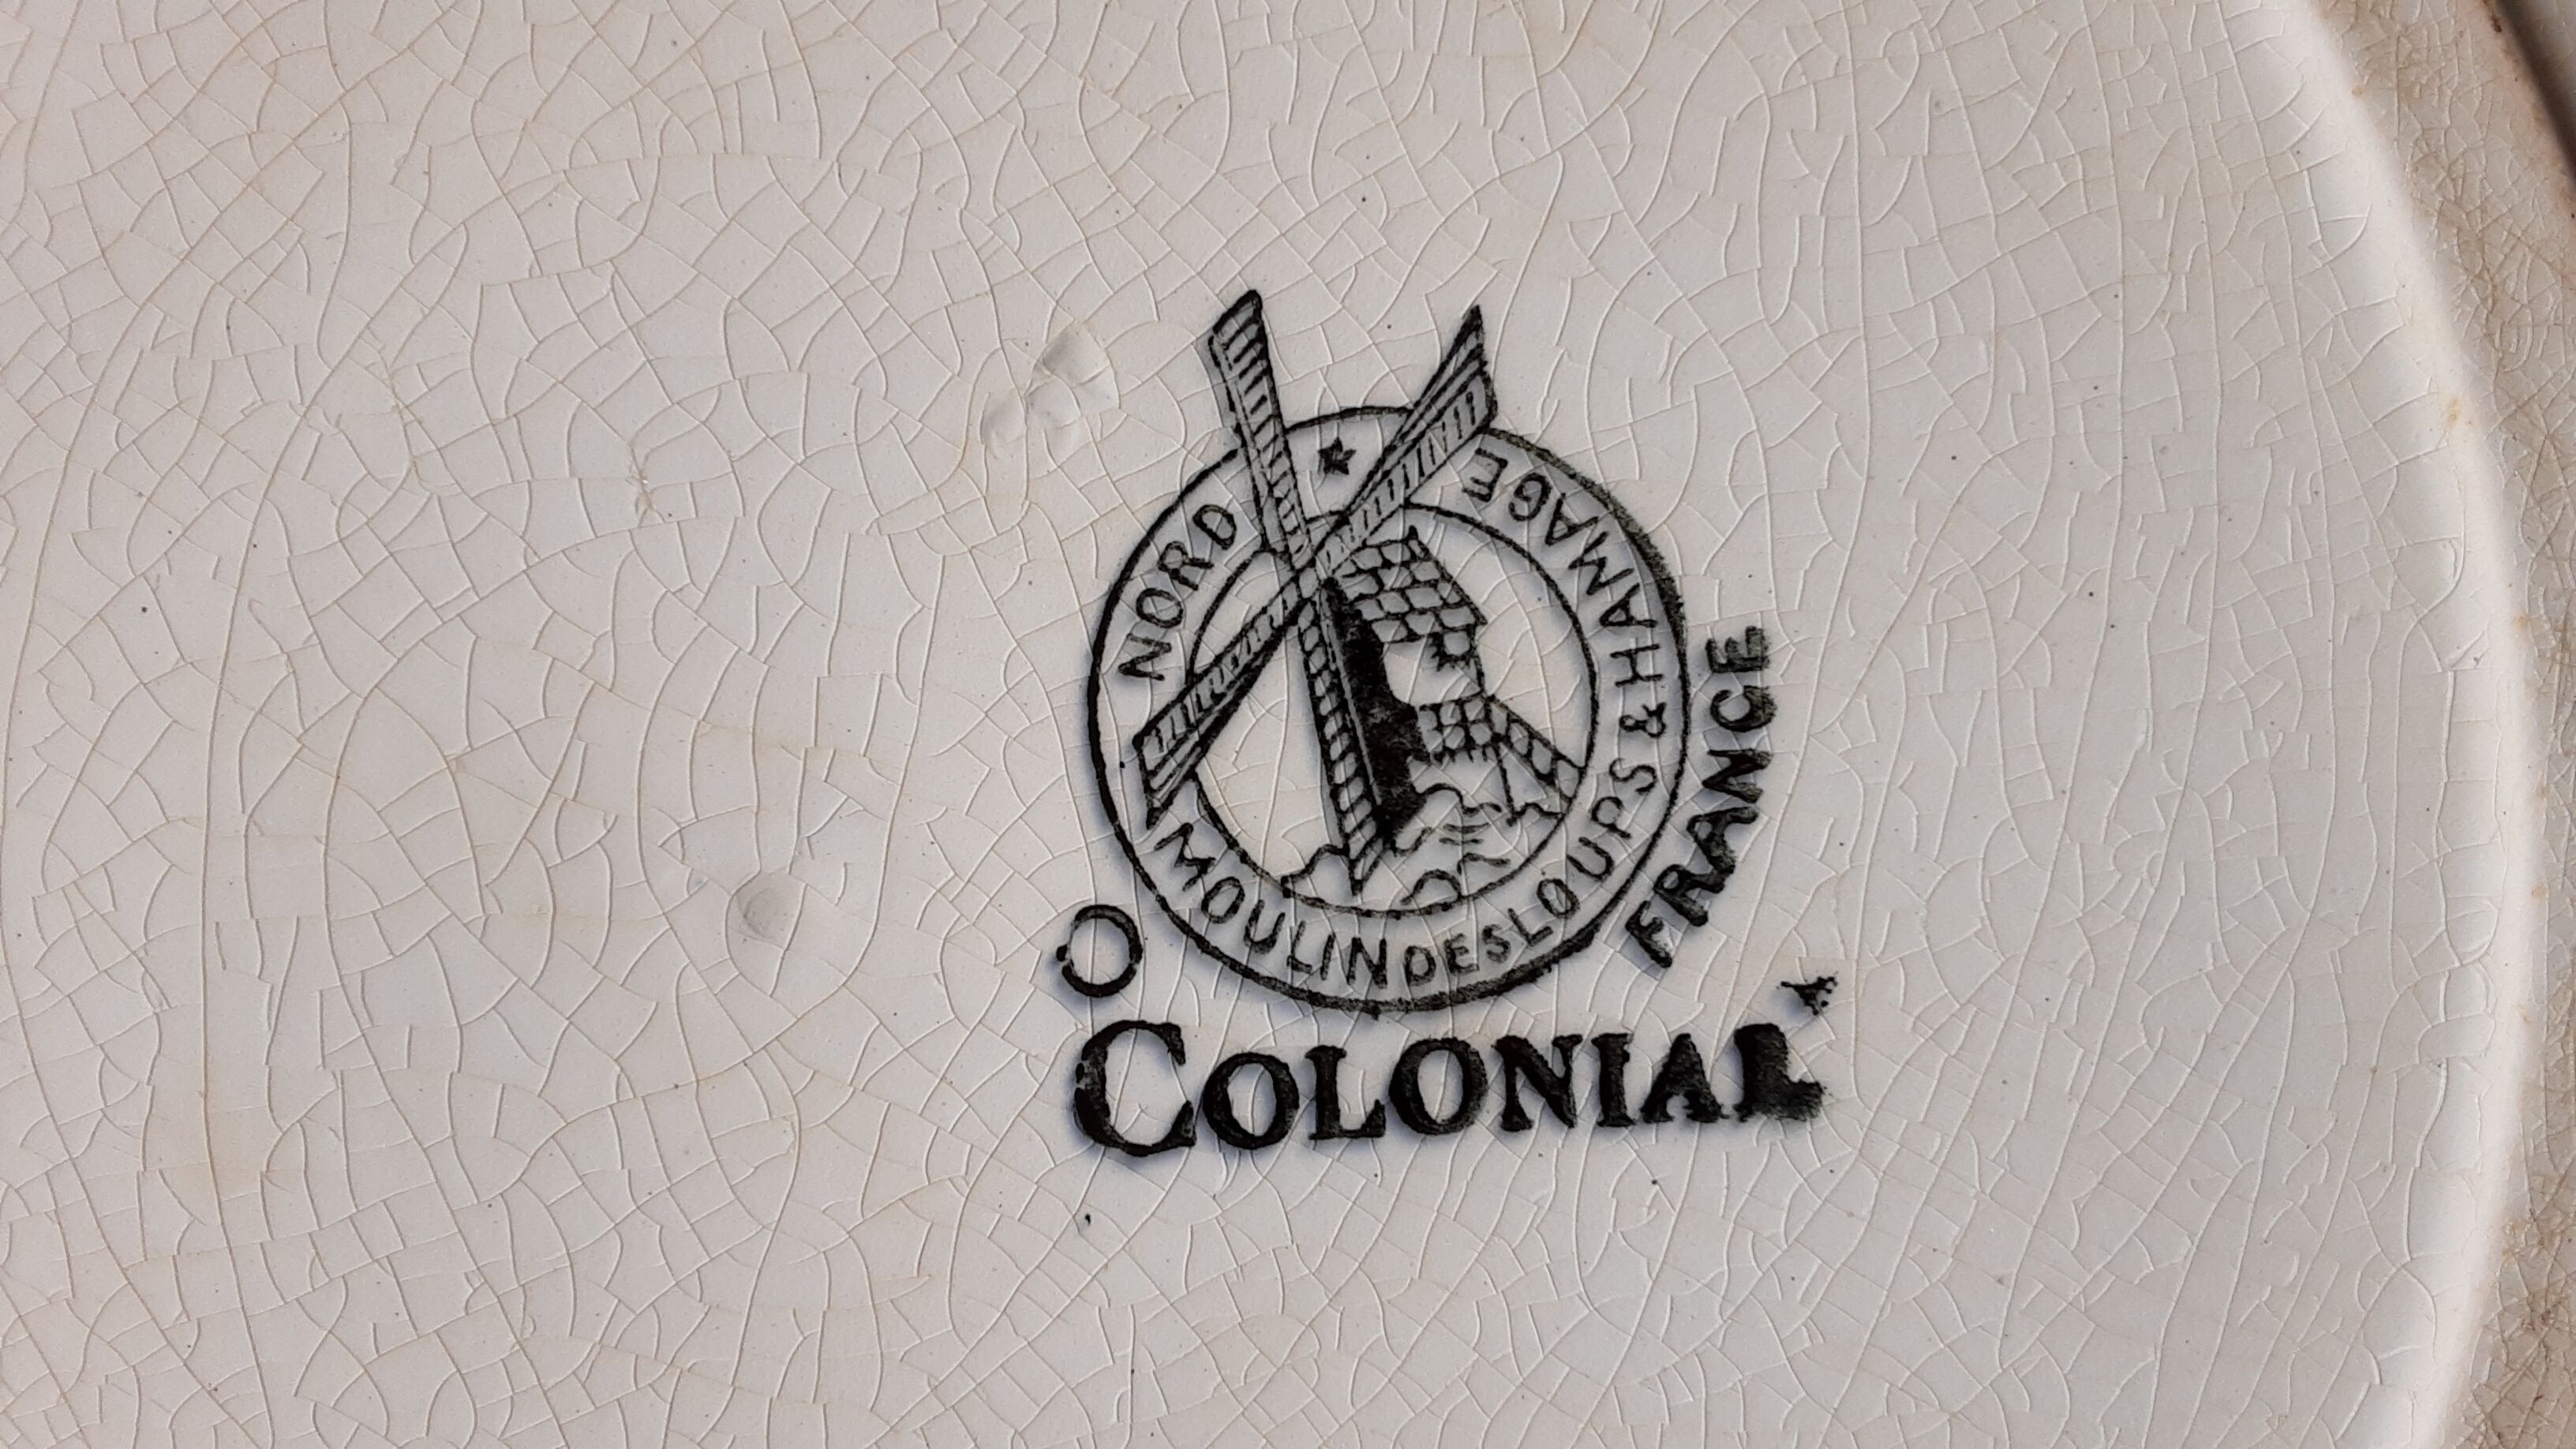 NORD
MOULIN DES LOUPS & HAMAGE
FRANCE
O
COLONIAL